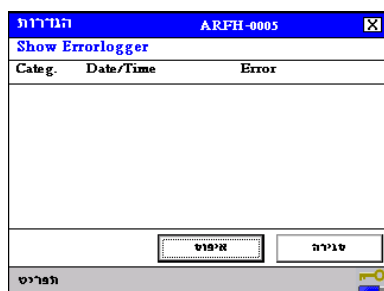 הגדרות ARFH-0005
Show Errorlogger
Categ. Date/Time Error
איפוס סגירה
תפריט